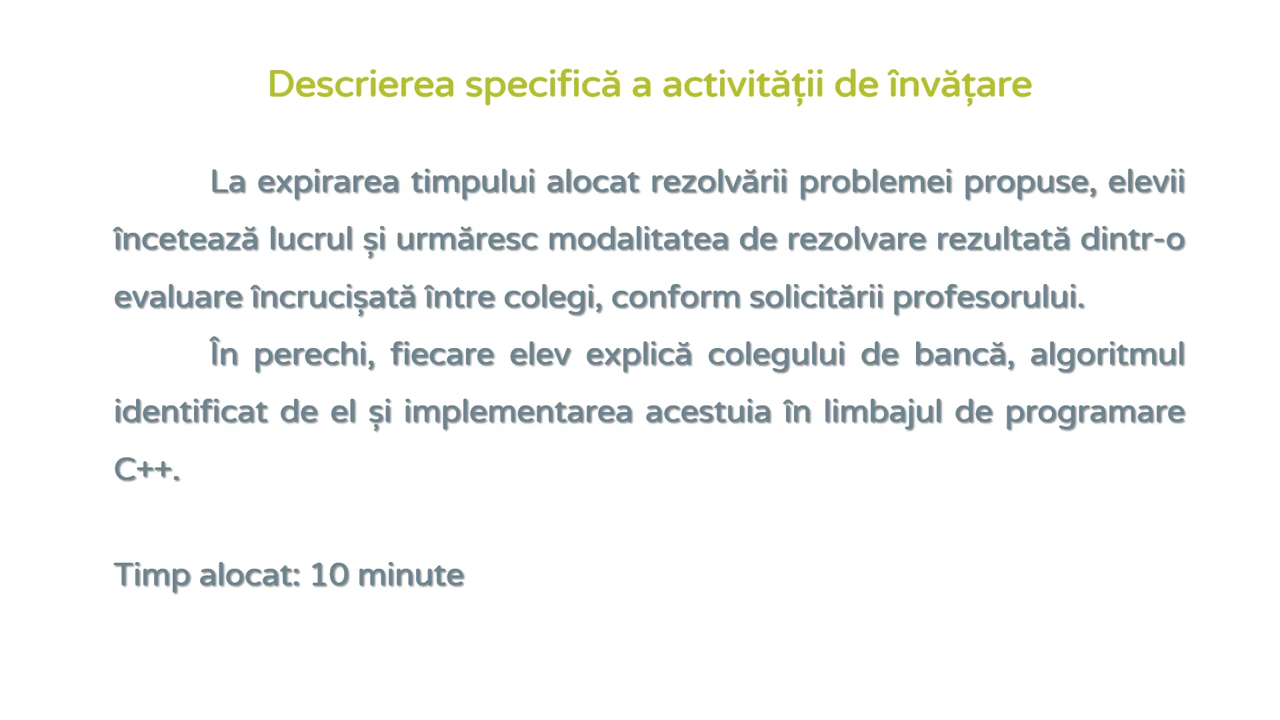 Descrierea specifică a activității de învățare
La expirarea timpului alocat rezolvării problemei propuse, elevii
încetează lucrul și urmăresc modalitatea de rezolvare rezultată dintr-o
evaluare încrucișată între colegi, conform solicitării profesorului.
În perechi, fiecare elev explică colegului de bancă, algoritmul
identificat de el și implementarea acestuia în limbajul de programare
C++.
Timp alocat: 10 minute